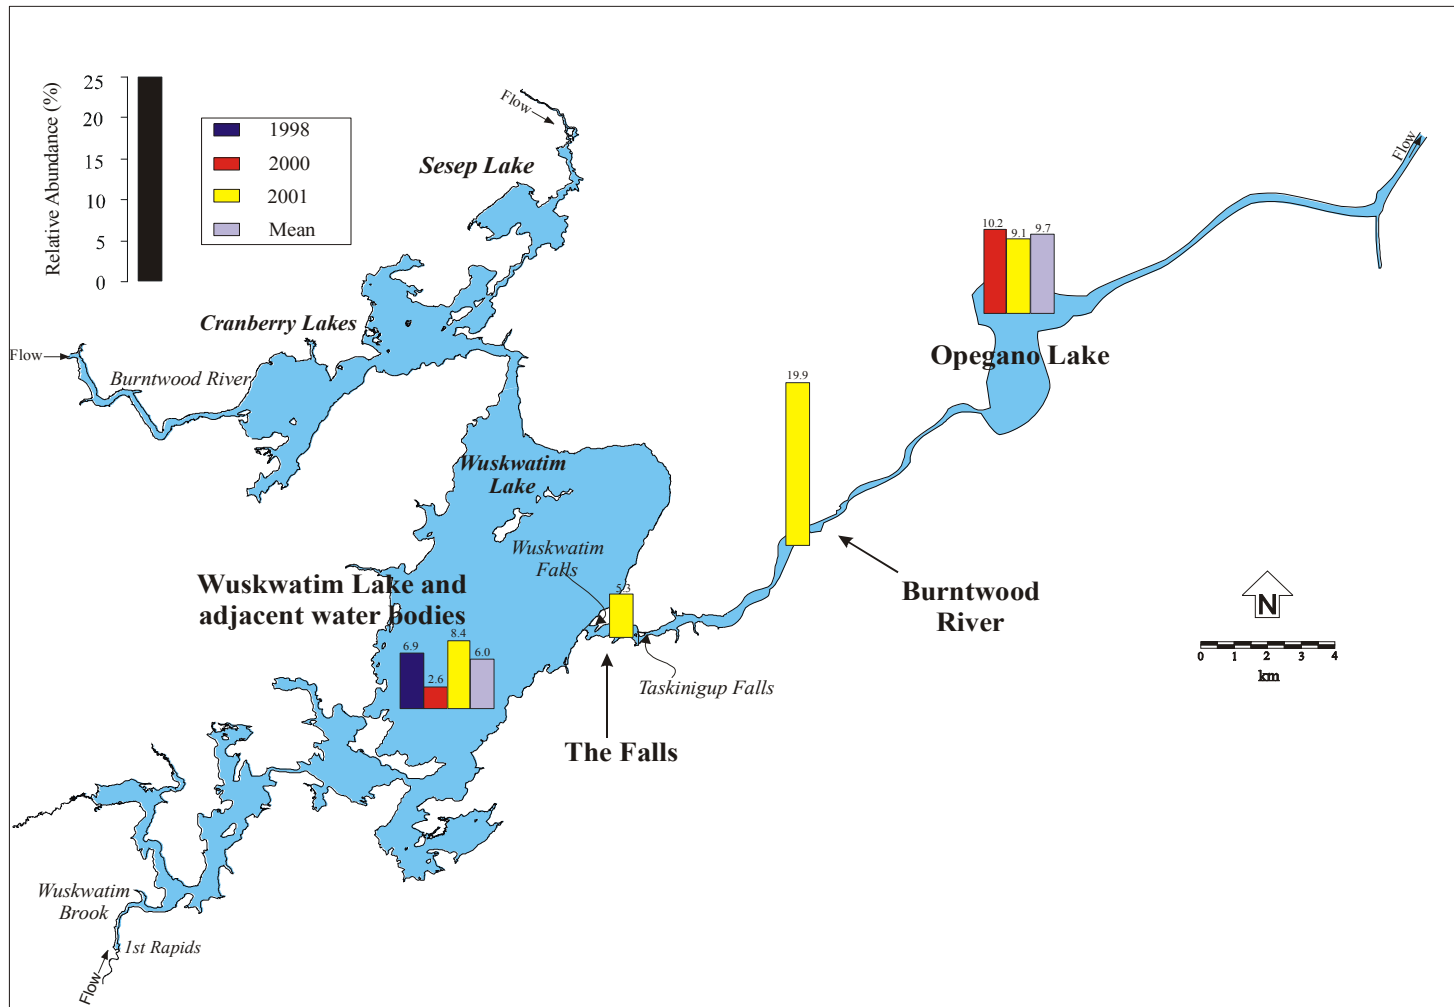 Relative Abundance (%)
25
20
15
10
5
0
1998
2000
2001
Mean
Flow
Sesep Lake
Flow
10.2
9.1
9.7
Cranberry Lakes
Flow
Burntwood River
Opegano Lake
19.9
Wuskwatim
Lake
Wuskwatim
Falls
Wuskwatim Lake and
adjacent water bodies
5.3
Burntwood
River
N
6.9
2.6
8.4
6.0
0 2 4
km
Taskinigup Falls
The Falls
Wuskwatim
Brook
1st Rapids
Flow